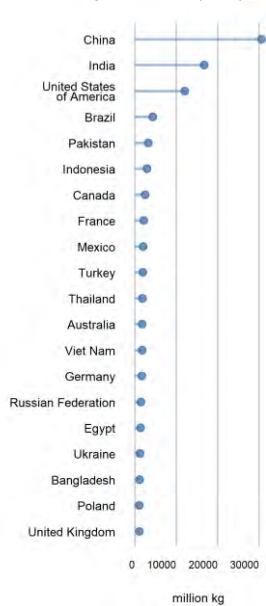 China
India
United States
of America
Brazil
Pakistan
Indonesia
Canada
France
Mexico
Turkey
Thailand
Australia
Viet Nam
Germany
Russian Federation
Egypt
Ukraine
Bangladesh
Poland
United Kingdom
0 10000 20000 30000
million kg